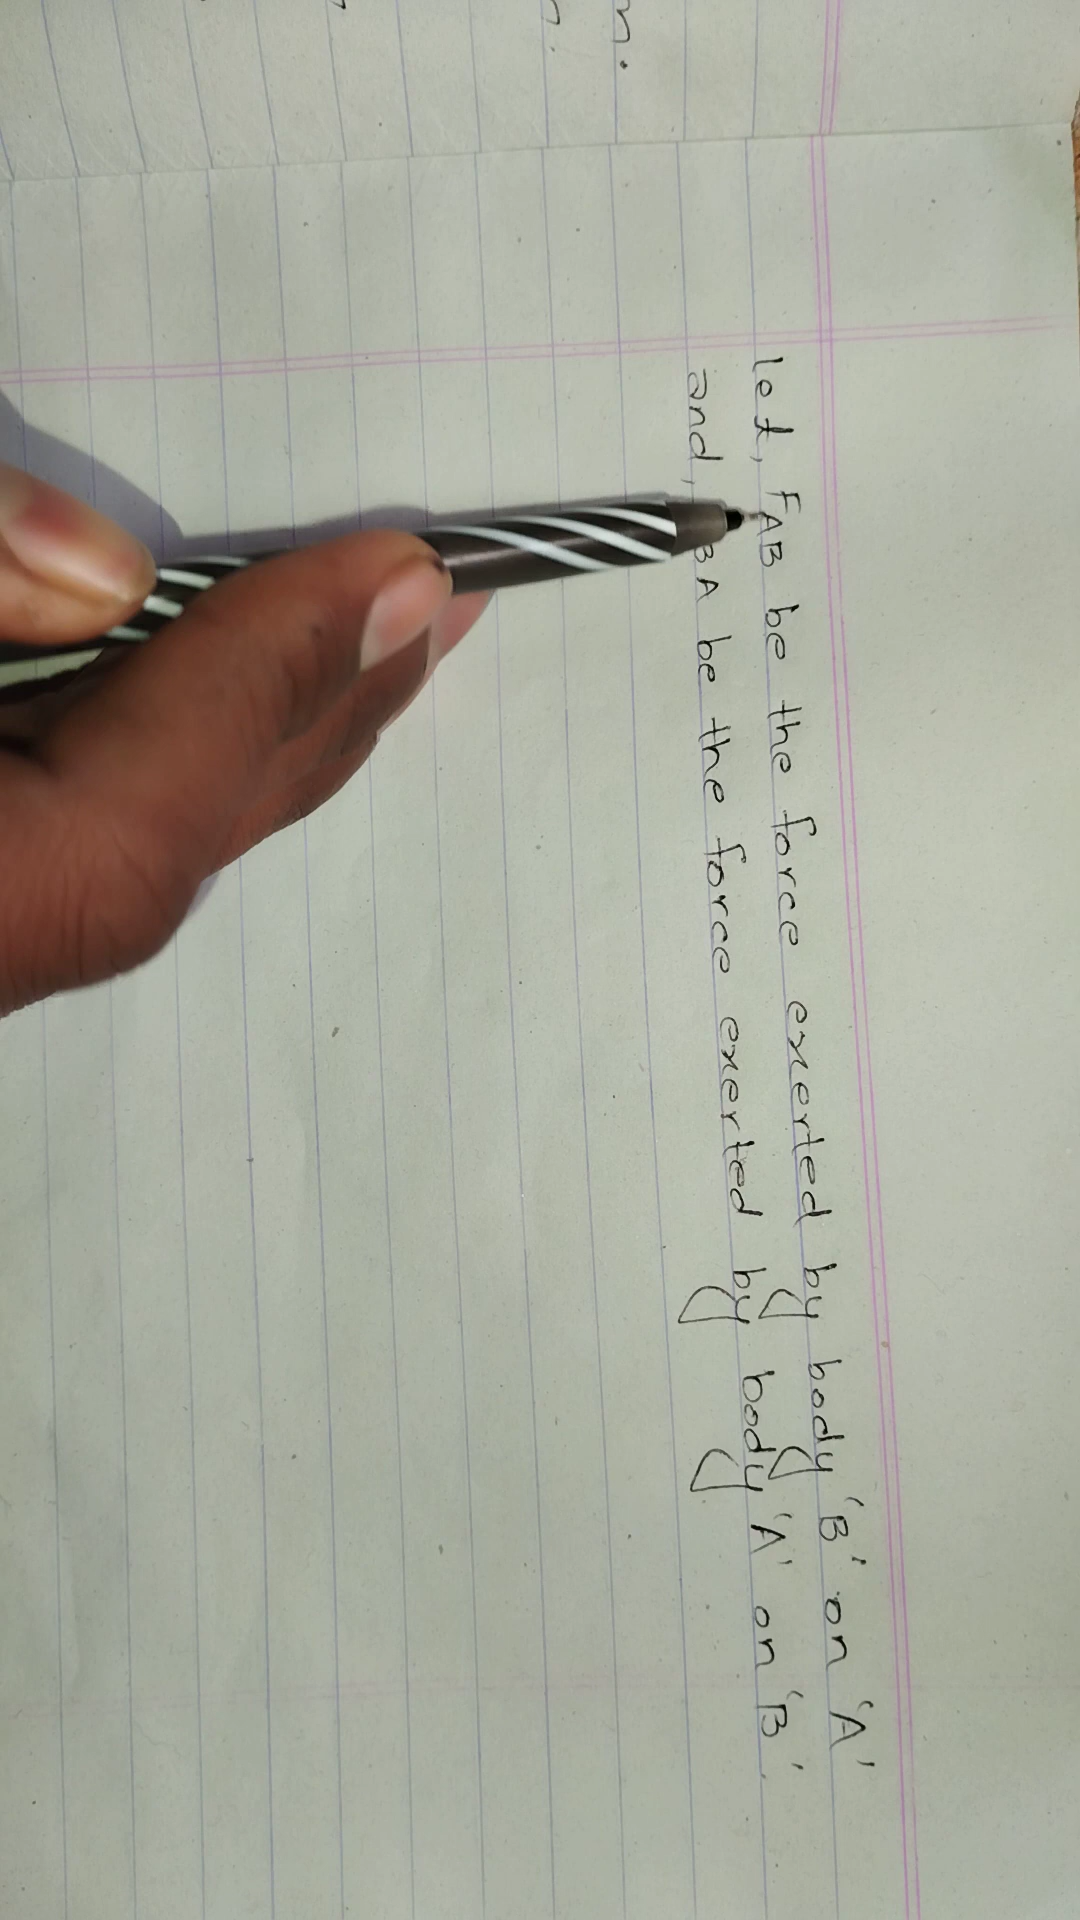 let, FAB be the force exerted by body 'B' on 'A'
and, BA be the force exerted by body 'A' on 'B'.